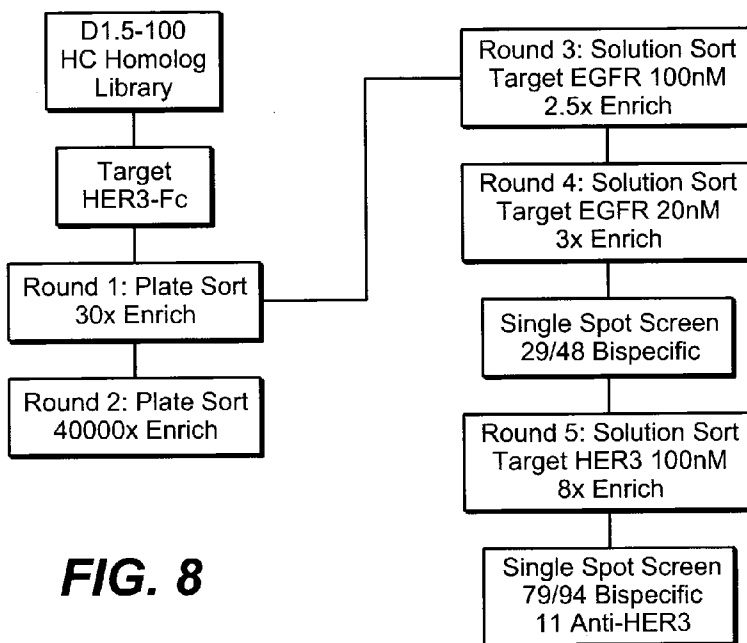 D1.5-100
HC Homolog
Library
Target
HER3-Fc
Round 1: Plate Sort
30x Enrich
Round 2: Plate Sort
40000x Enrich
Round 3: Solution Sort
Target EGFR 100nM
2.5x Enrich
Round 4: Solution Sort
Target EGFR 20nM
3x Enrich
Single Spot Screen
29/48 Bispecific
Round 5: Solution Sort
Target HER3 100nM
8x Enrich
Single Spot Screen
79/94 Bispecific
11 Anti-HER3
FIG. 8